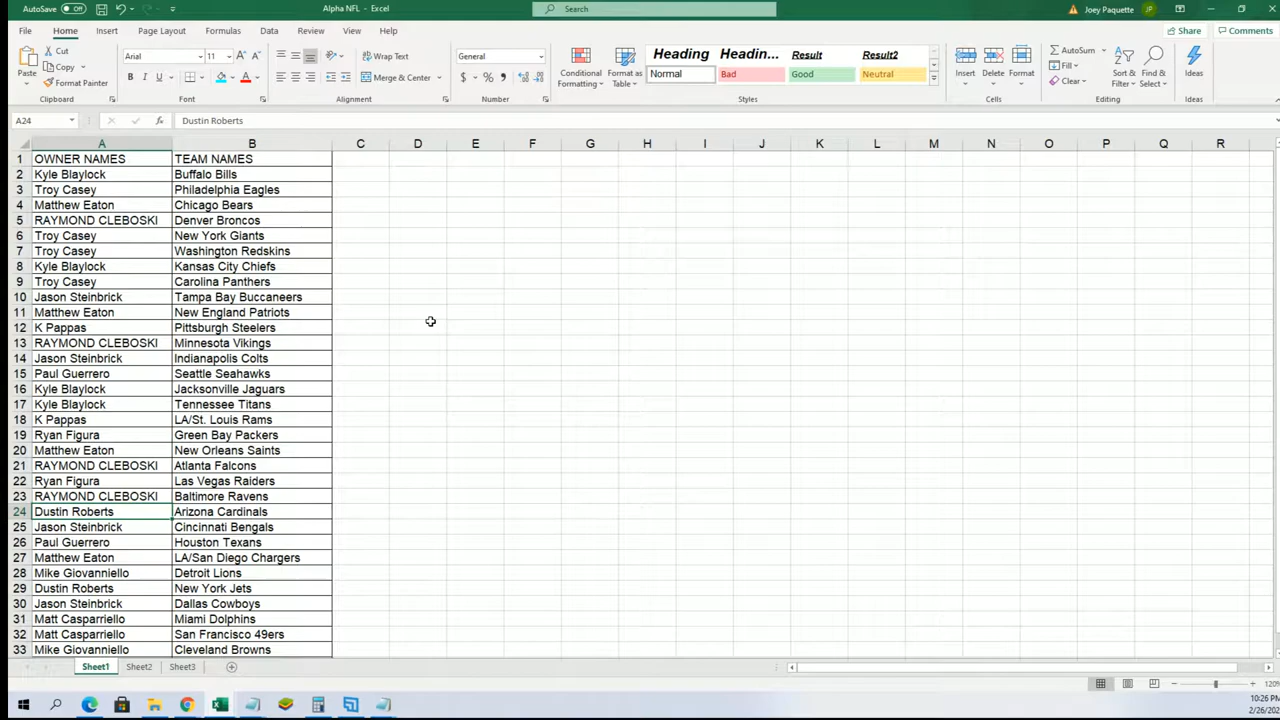 AutoSave Off Alpha NFL - Excel Search Joey Paquette JP
File Home Insert Page Layout Formulas Data Review View Help Share Comments
Paste Cut Copy Format Painter
Arial 11 A A B I U A
Wrap Text Merge & Center
General $ % ,
Conditional Formatting Format as Table
Heading Headin... Result Result2
Normal Bad Good Neutral
Insert Delete Format
AutoSum Fill Clear Sort & Filter Find & Select Ideas
Clipboard Font Alignment Number Styles Cells Editing Ideas
A24 fx Dustin Roberts
A B C D E F G H I J K L M N O P Q R
1 OWNER NAMES TEAM NAMES
2 Kyle Blaylock Buffalo Bills
3 Troy Casey Philadelphia Eagles
4 Matthew Eaton Chicago Bears
5 RAYMOND CLEBOSKI Denver Broncos
6 Troy Casey New York Giants
7 Troy Casey Washington Redskins
8 Kyle Blaylock Kansas City Chiefs
9 Troy Casey Carolina Panthers
10 Jason Steinbrick Tampa Bay Buccaneers
11 Matthew Eaton New England Patriots
12 K Pappas Pittsburgh Steelers
13 RAYMOND CLEBOSKI Minnesota Vikings
14 Jason Steinbrick Indianapolis Colts
15 Paul Guerrero Seattle Seahawks
16 Kyle Blaylock Jacksonville Jaguars
17 Kyle Blaylock Tennessee Titans
18 K Pappas LA/St. Louis Rams
19 Ryan Figura Green Bay Packers
20 Matthew Eaton New Orleans Saints
21 RAYMOND CLEBOSKI Atlanta Falcons
22 Ryan Figura Las Vegas Raiders
23 RAYMOND CLEBOSKI Baltimore Ravens
24 Dustin Roberts Arizona Cardinals
25 Jason Steinbrick Cincinnati Bengals
26 Paul Guerrero Houston Texans
27 Matthew Eaton LA/San Diego Chargers
28 Mike Giovanniello Detroit Lions
29 Dustin Roberts New York Jets
30 Jason Steinbrick Dallas Cowboys
31 Matt Casparriello Miami Dolphins
32 Matt Casparriello San Francisco 49ers
33 Mike Giovanniello Cleveland Browns
Sheet1 Sheet2 Sheet3
120%
10:26 PM
2/26/202